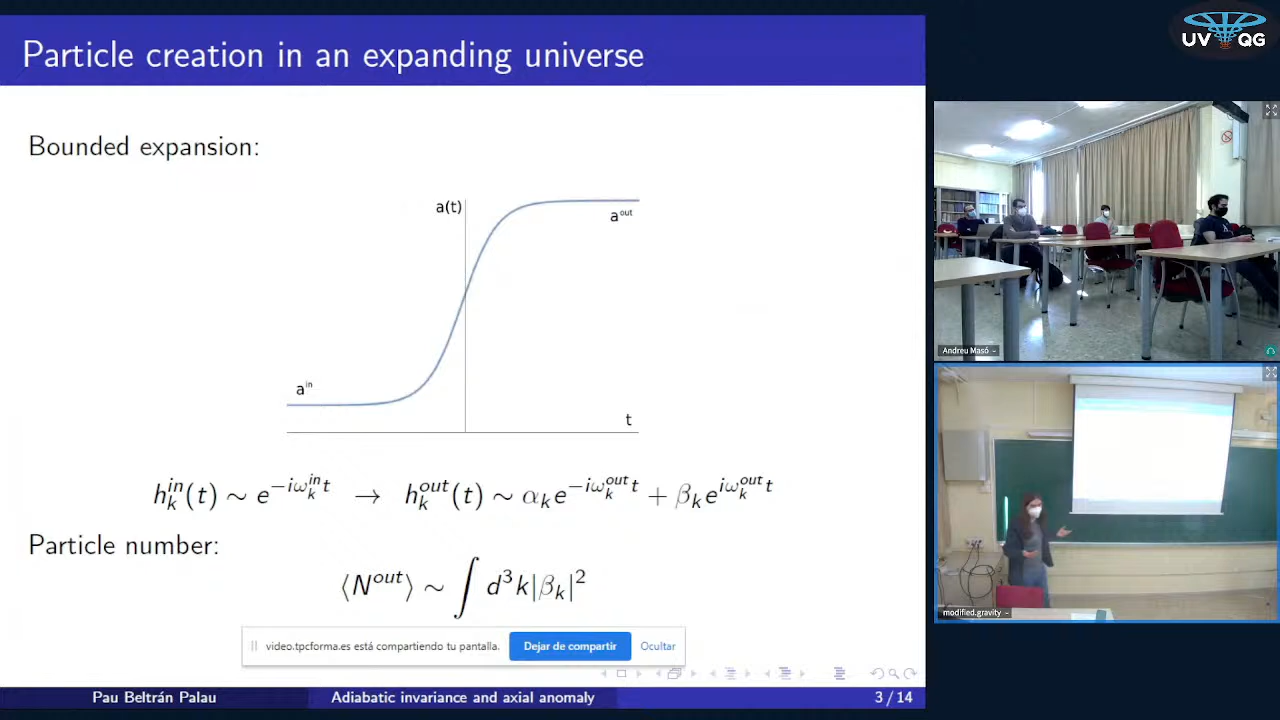 Particle creation in an expanding universe
Bounded expansion:
a(t)
a^out
a^in
t
h_k^in(t) ∼ e^{-iω_k^in t} → h_k^out(t) ∼ α_k e^{-iω_k^out t} + β_k e^{iω_k^out t}
Particle number:
⟨N^out⟩ ∼ ∫ d³k|β_k|²
video.tpcforma.es está compartiendo tu pantalla.
Dejar de compartir
Ocultar
Pau Beltrán Palau
Adiabatic invariance and axial anomaly
3 / 14
UV QG
Andreu Masó
modified.gravity